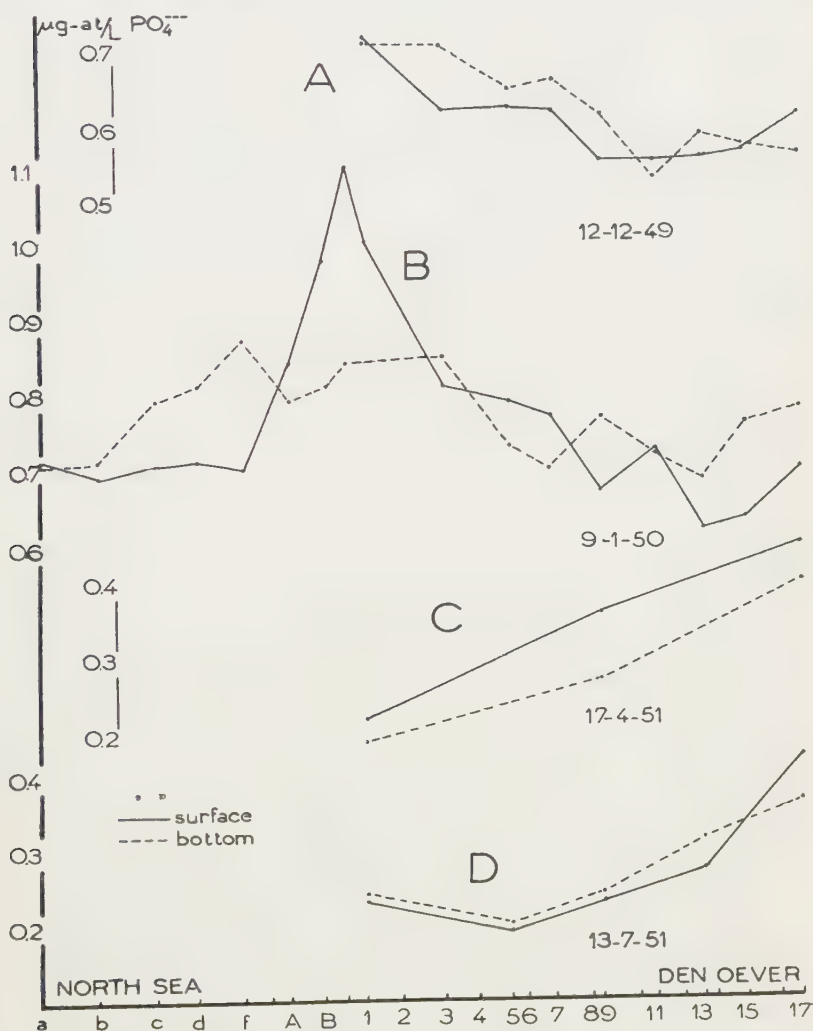 µg-at/L PO₄---
0.7
A
0.6
1.1
0.5
12-12-49
1.0
B
0.9
0.8
0.7
9-1-50
0.6
0.4
C
0.3
17-4-51
0.2
0.4
surface
bottom
0.3
D
0.2
13-7-51
NORTH SEA DEN OEVER
a b c d f A B 1 2 3 4 5 6 7 8 9 11 13 15 17